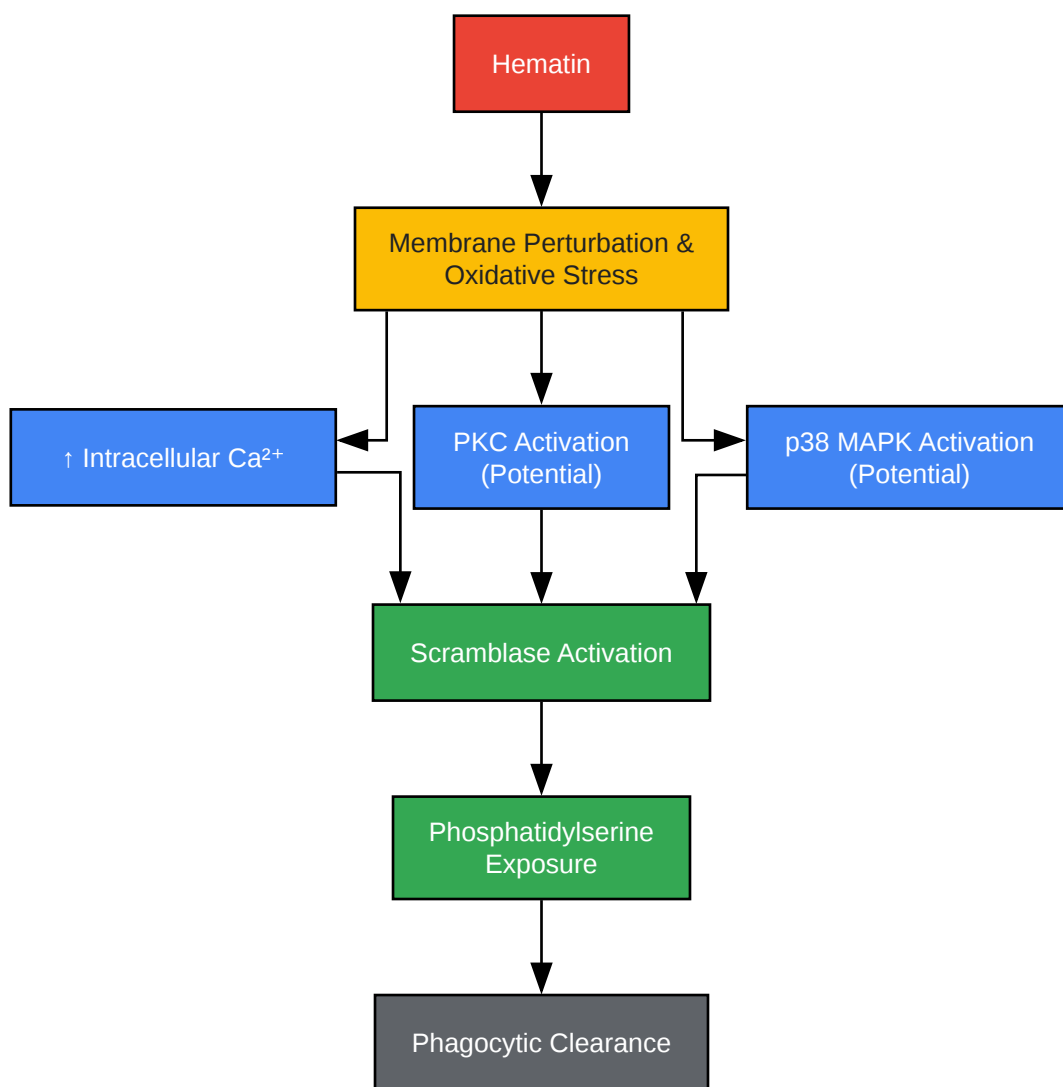 Hematin
Membrane Perturbation &
Oxidative Stress
↑ Intracellular Ca²⁺
PKC Activation
(Potential)
p38 MAPK Activation
(Potential)
Scramblase Activation
Phosphatidylserine
Exposure
Phagocytic Clearance